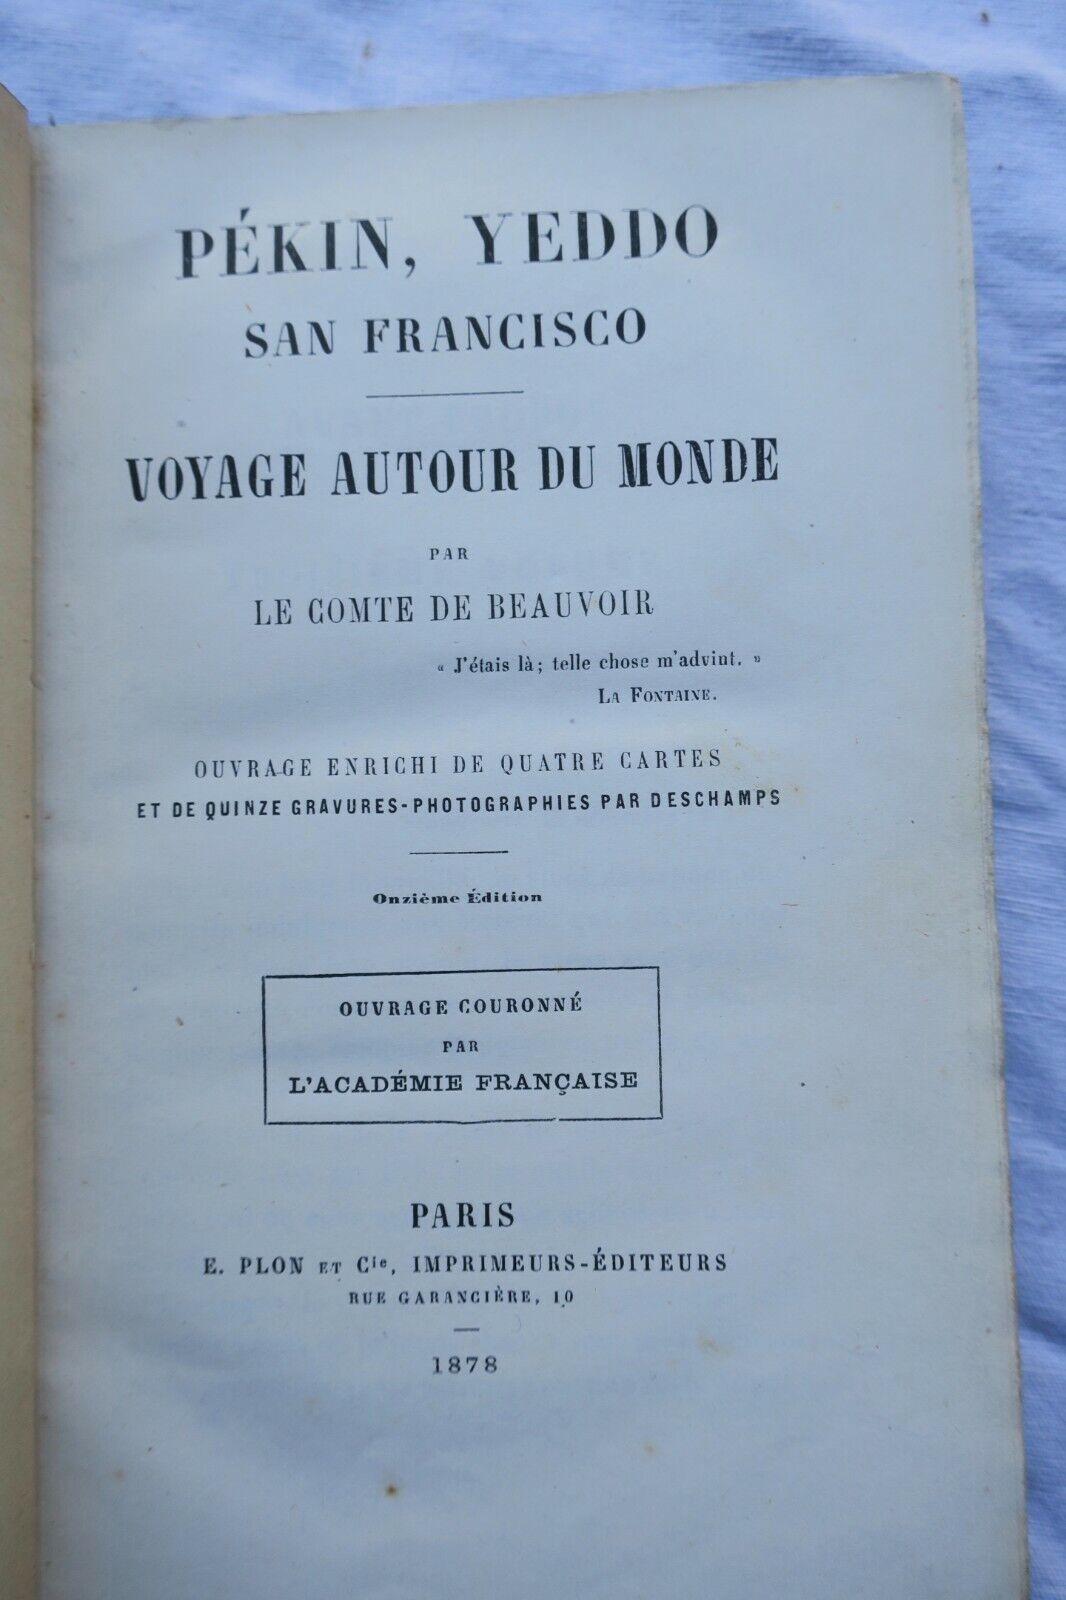 PÉKIN, YEDDO
SAN FRANCISCO
VOYAGE AUTOUR DU MONDE
PAR
LE COMTE DE BEAUVOIR
« J'étais là; telle chose m'advint. »
LA FONTAINE.
OUVRAGE ENRICHI DE QUATRE CARTES
ET DE QUINZE GRAVURES-PHOTOGRAPHIES PAR DESCHAMPS
Onzième Édition
OUVRAGE COURONNÉ
PAR
L'ACADÉMIE FRANÇAISE
PARIS
E. PLON ET Cie, IMPRIMEURS-ÉDITEURS
RUE GARANCIÈRE, 10
1878